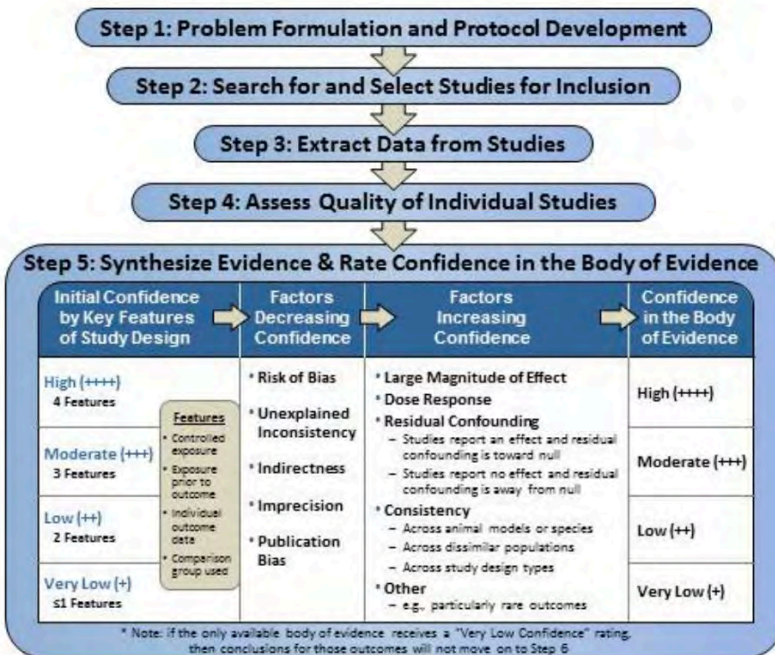 Step 1: Problem Formulation and Protocol Development
Step 2: Search for and Select Studies for Inclusion
Step 3: Extract Data from Studies
Step 4: Assess Quality of Individual Studies
Step 5: Synthesize Evidence & Rate Confidence in the Body of Evidence
Initial Confidence
by Key Features
of Study Design
Factors
Decreasing
Confidence
Factors
Increasing
Confidence
Confidence
in the Body
of Evidence
High (++++)
4 Features
Moderate (+++)
3 Features
Low (++)
2 Features
Very Low (+)
≤1 Features
Features
• Controlled
exposure
• Exposure
prior to
outcome
• Individual
outcome
data
• Comparison
group used
• Risk of Bias
• Unexplained
Inconsistency
• Indirectness
• Imprecision
• Publication
Bias
• Large Magnitude of Effect
• Dose Response
• Residual Confounding
– Studies report an effect and residual
confounding is toward null
– Studies report no effect and residual
confounding is away from null
• Consistency
– Across animal models or species
– Across dissimilar populations
– Across study design types
• Other
– e.g., particularly rare outcomes
High (++++)
Moderate (+++)
Low (++)
Very Low (+)
* Note: if the only available body of evidence receives a "Very Low Confidence" rating,
then conclusions for those outcomes will not move on to Step 6